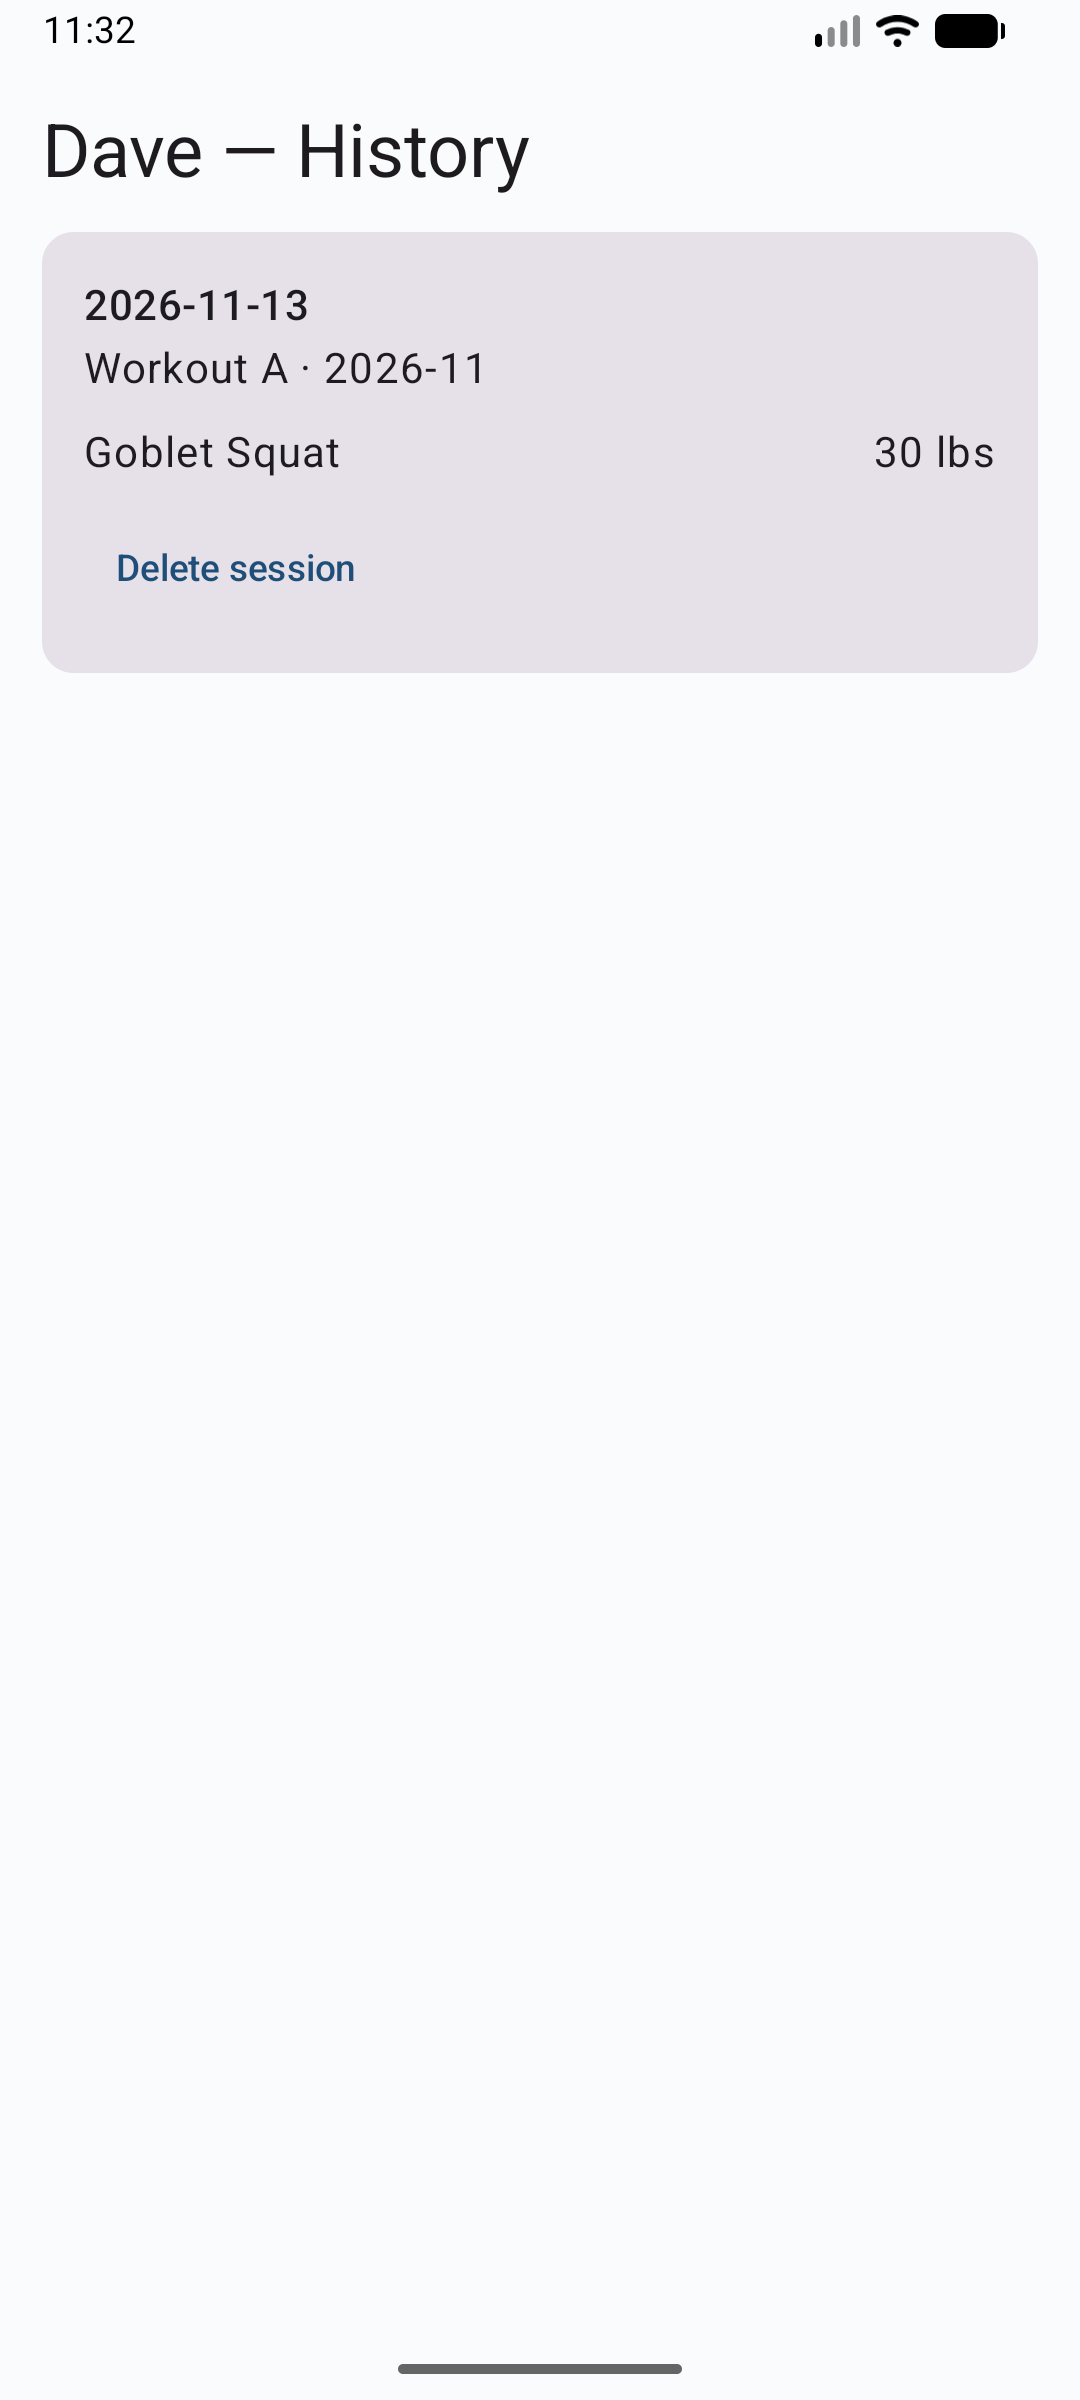 11:32
Dave — History
2026-11-13
Workout A · 2026-11
Goblet Squat 30 lbs
Delete session